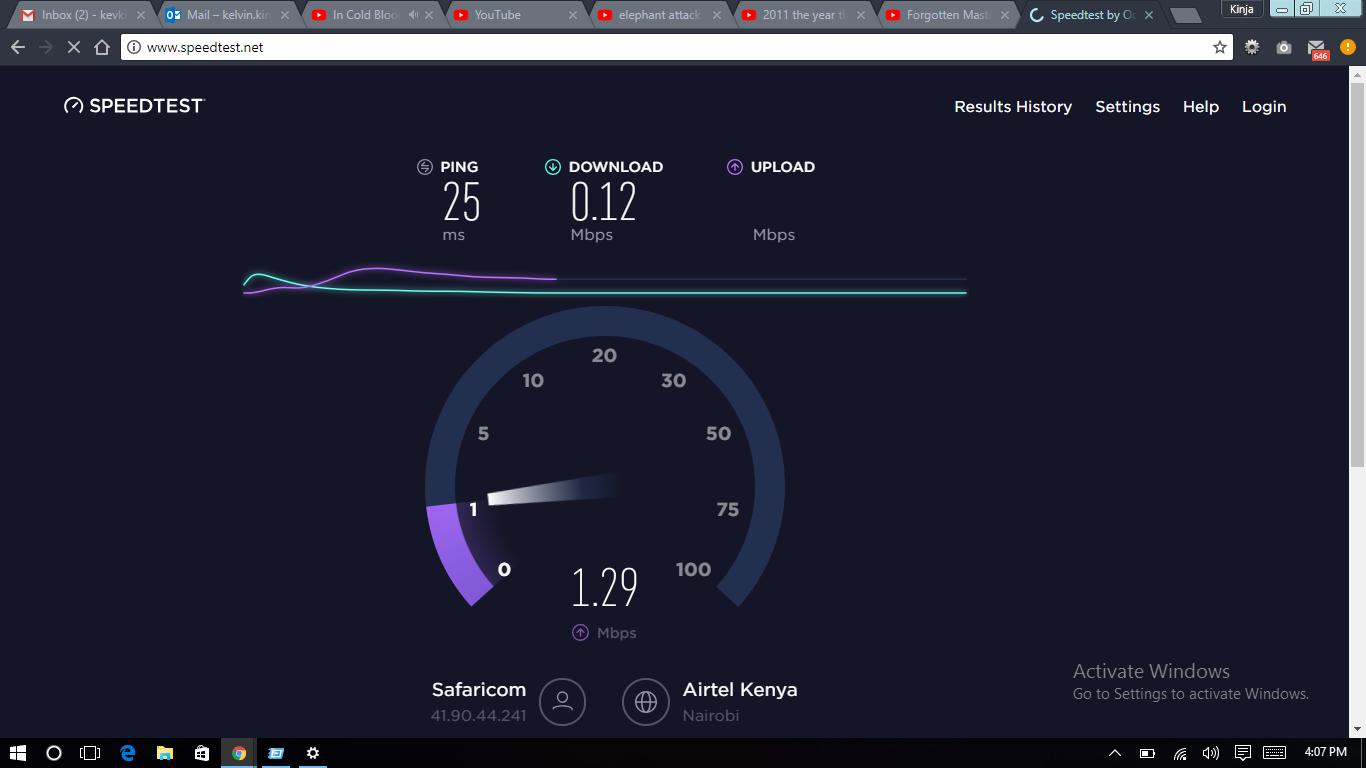 Inbox (2) - kevki
Mail – kelvin.kin
In Cold Bloo
YouTube
elephant attack
2011 the year th
Forgotten Maste
Speedtest by Oo
Kinja
www.speedtest.net
646
SPEEDTEST
Results History Settings Help Login
PING DOWNLOAD UPLOAD
25 0.12
ms Mbps Mbps
20
10 30
5 50
1 75
0 100
1.29
Mbps
Activate Windows
Go to Settings to activate Windows.
Safaricom Airtel Kenya
41.90.44.241 Nairobi
4:07 PM